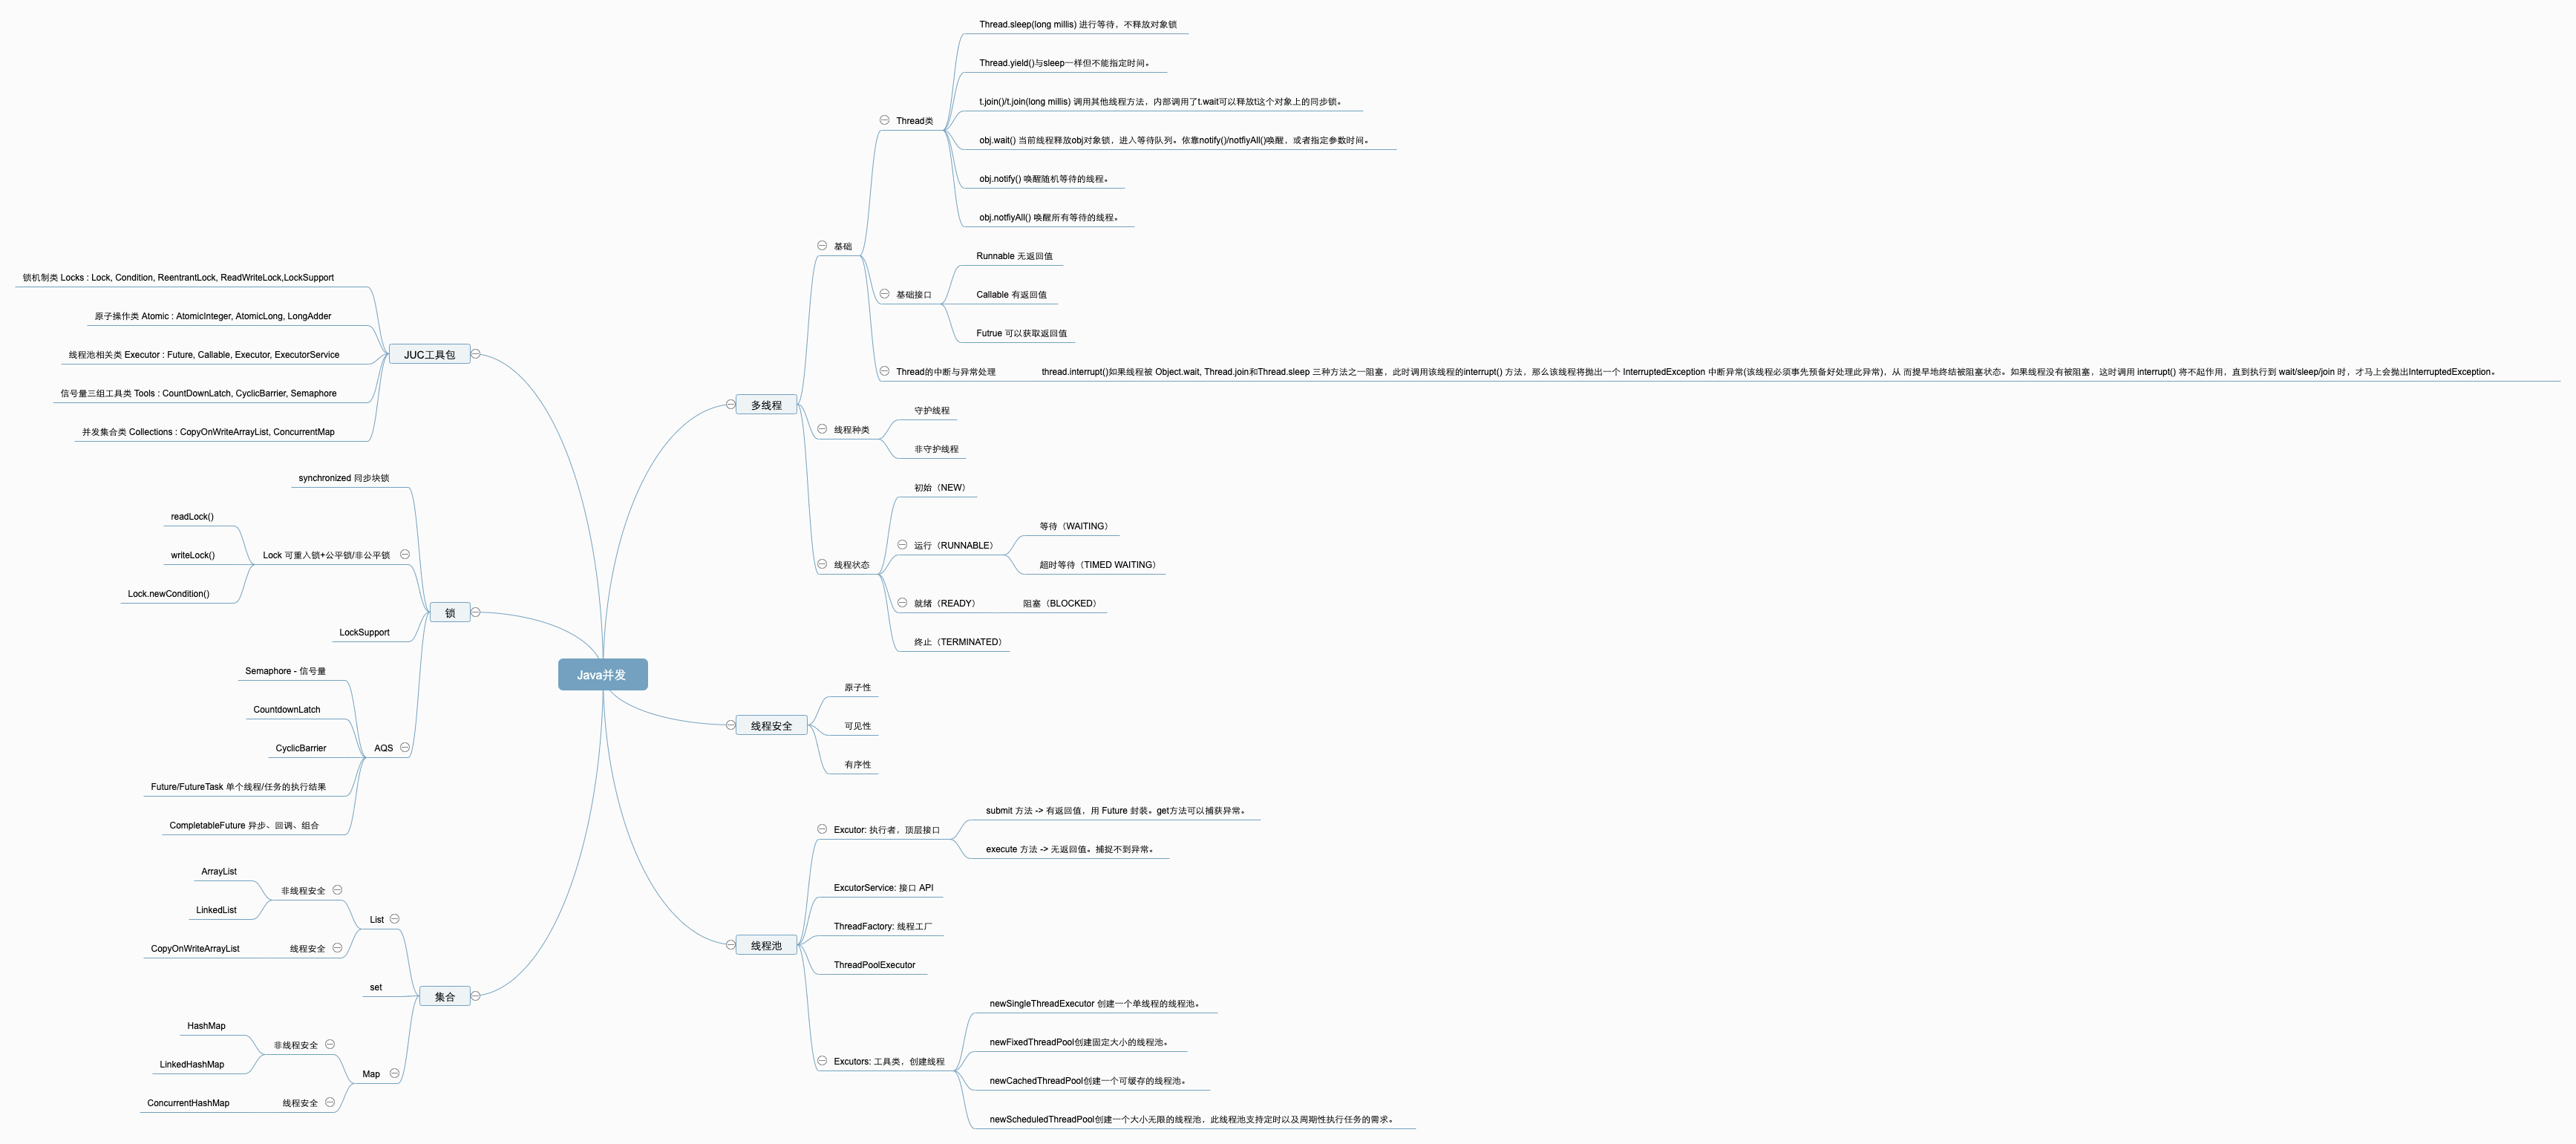 Java并发
多线程
基础
Thread类
Thread.sleep(long millis) 进行等待，不释放对象锁
Thread.yield()与sleep一样但不能指定时间。
t.join()/t.join(long millis) 调用其他线程方法，内部调用了t.wait可以释放t这个对象上的同步锁。
obj.wait() 当前线程释放obj对象锁，进入等待队列。依靠notify()/notfiyAll()唤醒，或者指定参数时间。
obj.notify() 唤醒随机等待的线程。
obj.notfiyAll() 唤醒所有等待的线程。
基础接口
Runnable 无返回值
Callable 有返回值
Futrue 可以获取返回值
Thread的中断与异常处理
thread.interrupt()如果线程被 Object.wait, Thread.join和Thread.sleep 三种方法之一阻塞，此时调用该线程的interrupt() 方法，那么该线程将抛出一个 InterruptedException 中断异常(该线程必须事先预备好处理此异常)，从 而提早地终结被阻塞状态。如果线程没有被阻塞，这时调用 interrupt() 将不起作用，直到执行到 wait/sleep/join 时，才马上会抛出InterruptedException。
线程种类
守护线程
非守护线程
线程状态
初始（NEW）
运行（RUNNABLE）
等待（WAITING）
超时等待（TIMED WAITING）
就绪（READY）
阻塞（BLOCKED）
终止（TERMINATED）
线程安全
原子性
可见性
有序性
线程池
Excutor: 执行者，顶层接口
submit 方法 -> 有返回值，用 Future 封装。get方法可以捕获异常。
execute 方法 -> 无返回值。捕捉不到异常。
ExcutorService: 接口 API
ThreadFactory: 线程工厂
ThreadPoolExecutor
Excutors: 工具类，创建线程
newSingleThreadExecutor 创建一个单线程的线程池。
newFixedThreadPool创建固定大小的线程池。
newCachedThreadPool创建一个可缓存的线程池。
newScheduledThreadPool创建一个大小无限的线程池，此线程池支持定时以及周期性执行任务的需求。
JUC工具包
锁机制类 Locks : Lock, Condition, ReentrantLock, ReadWriteLock,LockSupport
原子操作类 Atomic : AtomicInteger, AtomicLong, LongAdder
线程池相关类 Executor : Future, Callable, Executor, ExecutorService
信号量三组工具类 Tools : CountDownLatch, CyclicBarrier, Semaphore
并发集合类 Collections : CopyOnWriteArrayList, ConcurrentMap
锁
synchronized 同步块锁
Lock 可重入锁+公平锁/非公平锁
readLock()
writeLock()
Lock.newCondition()
LockSupport
AQS
Semaphore - 信号量
CountdownLatch
CyclicBarrier
Future/FutureTask 单个线程/任务的执行结果
CompletableFuture 异步、回调、组合
集合
List
非线程安全
ArrayList
LinkedList
线程安全
CopyOnWriteArrayList
set
Map
非线程安全
HashMap
LinkedHashMap
线程安全
ConcurrentHashMap